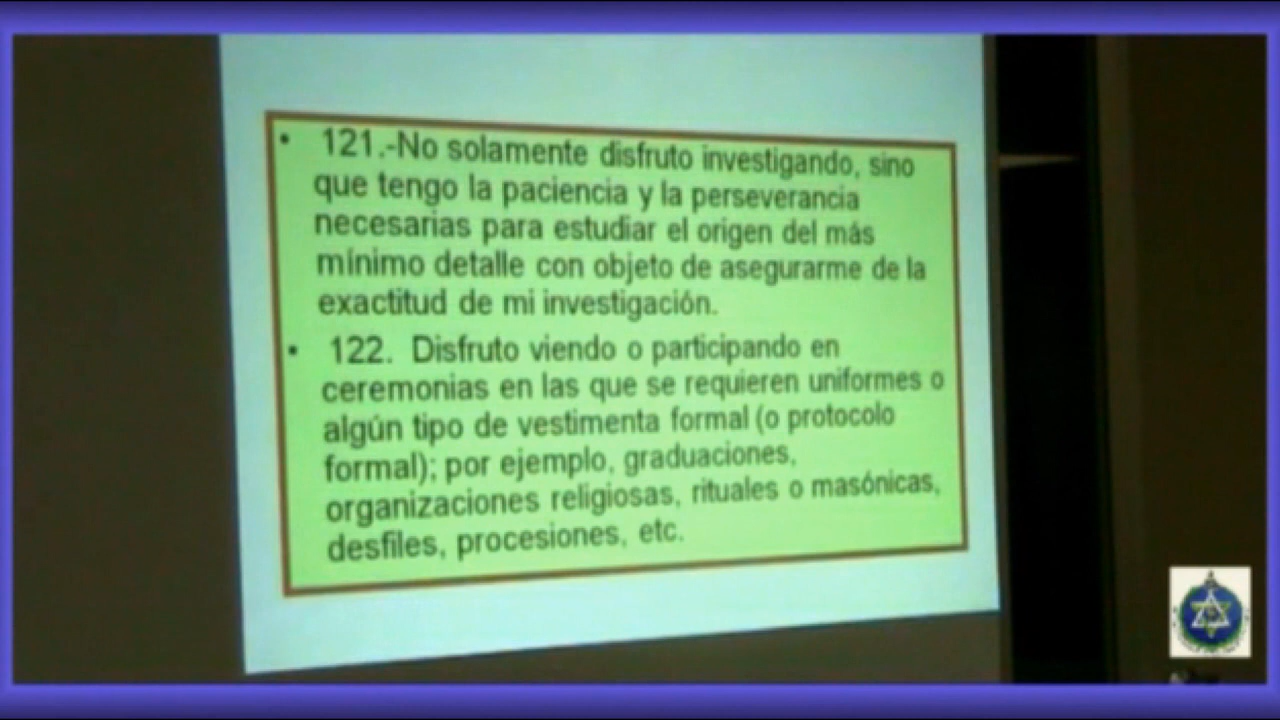 • 121.-No solamente disfruto investigando, sino
que tengo la paciencia y la perseverancia
necesarias para estudiar el origen del más
mínimo detalle con objeto de asegurarme de la
exactitud de mi investigación.
• 122. Disfruto viendo o participando en
ceremonias en las que se requieren uniformes o
algún tipo de vestimenta formal (o protocolo
formal); por ejemplo, graduaciones,
organizaciones religiosas, rituales o masónicas,
desfiles, procesiones, etc.